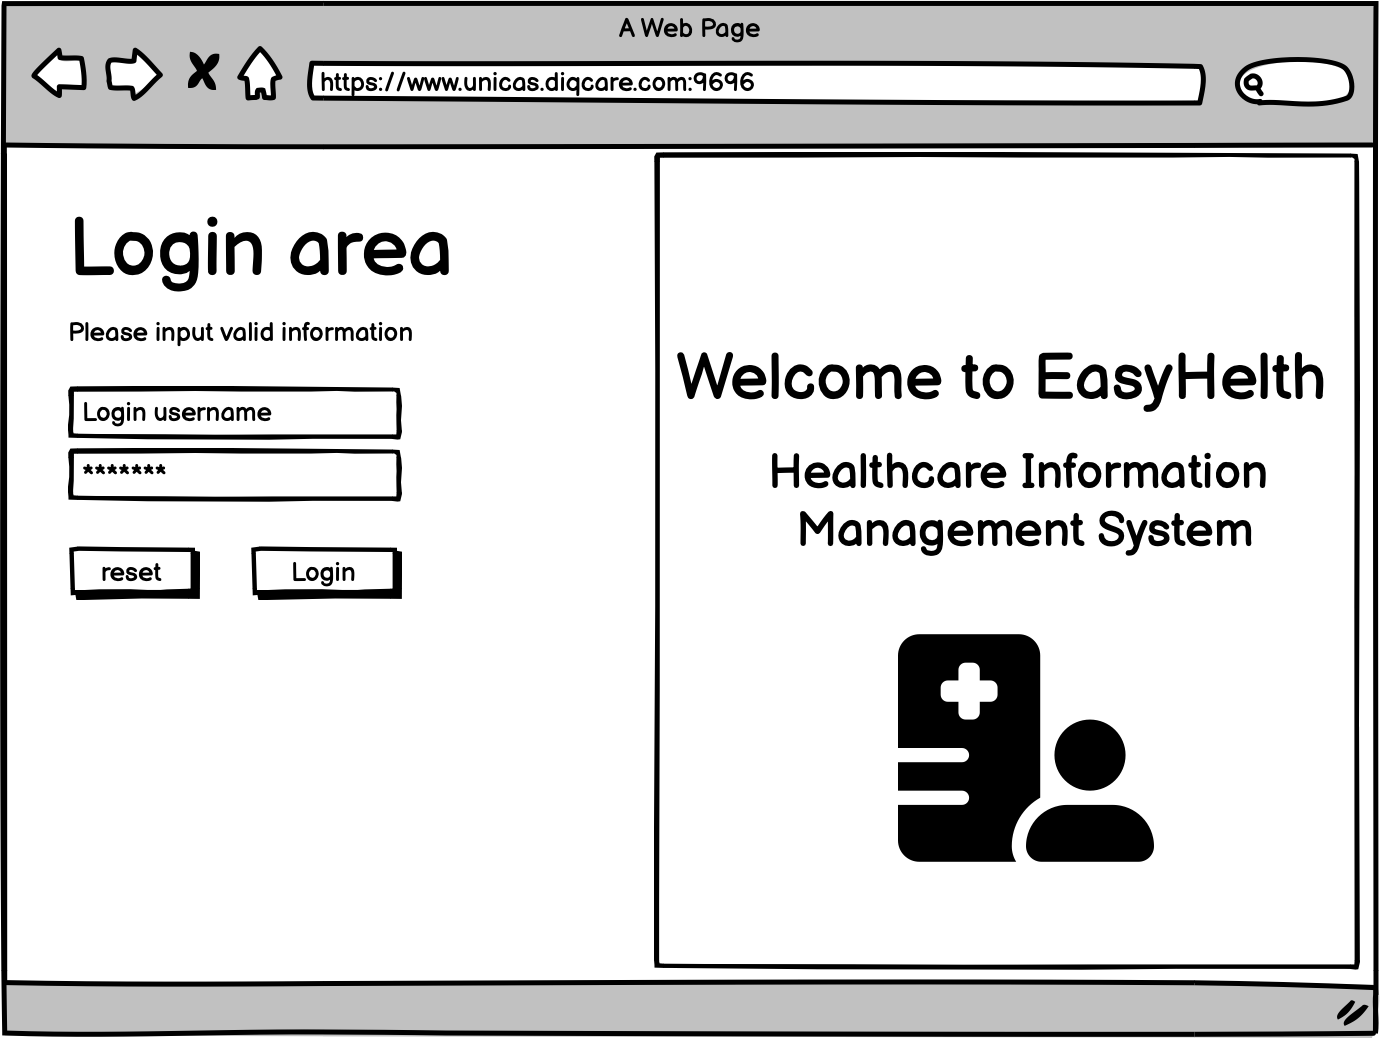 A Web Page
https://www.unicas.diqcare.com:9696
Login area
Please input valid information
Login username
*******
reset
Login
Welcome to EasyHelth
Healthcare Information
Management System